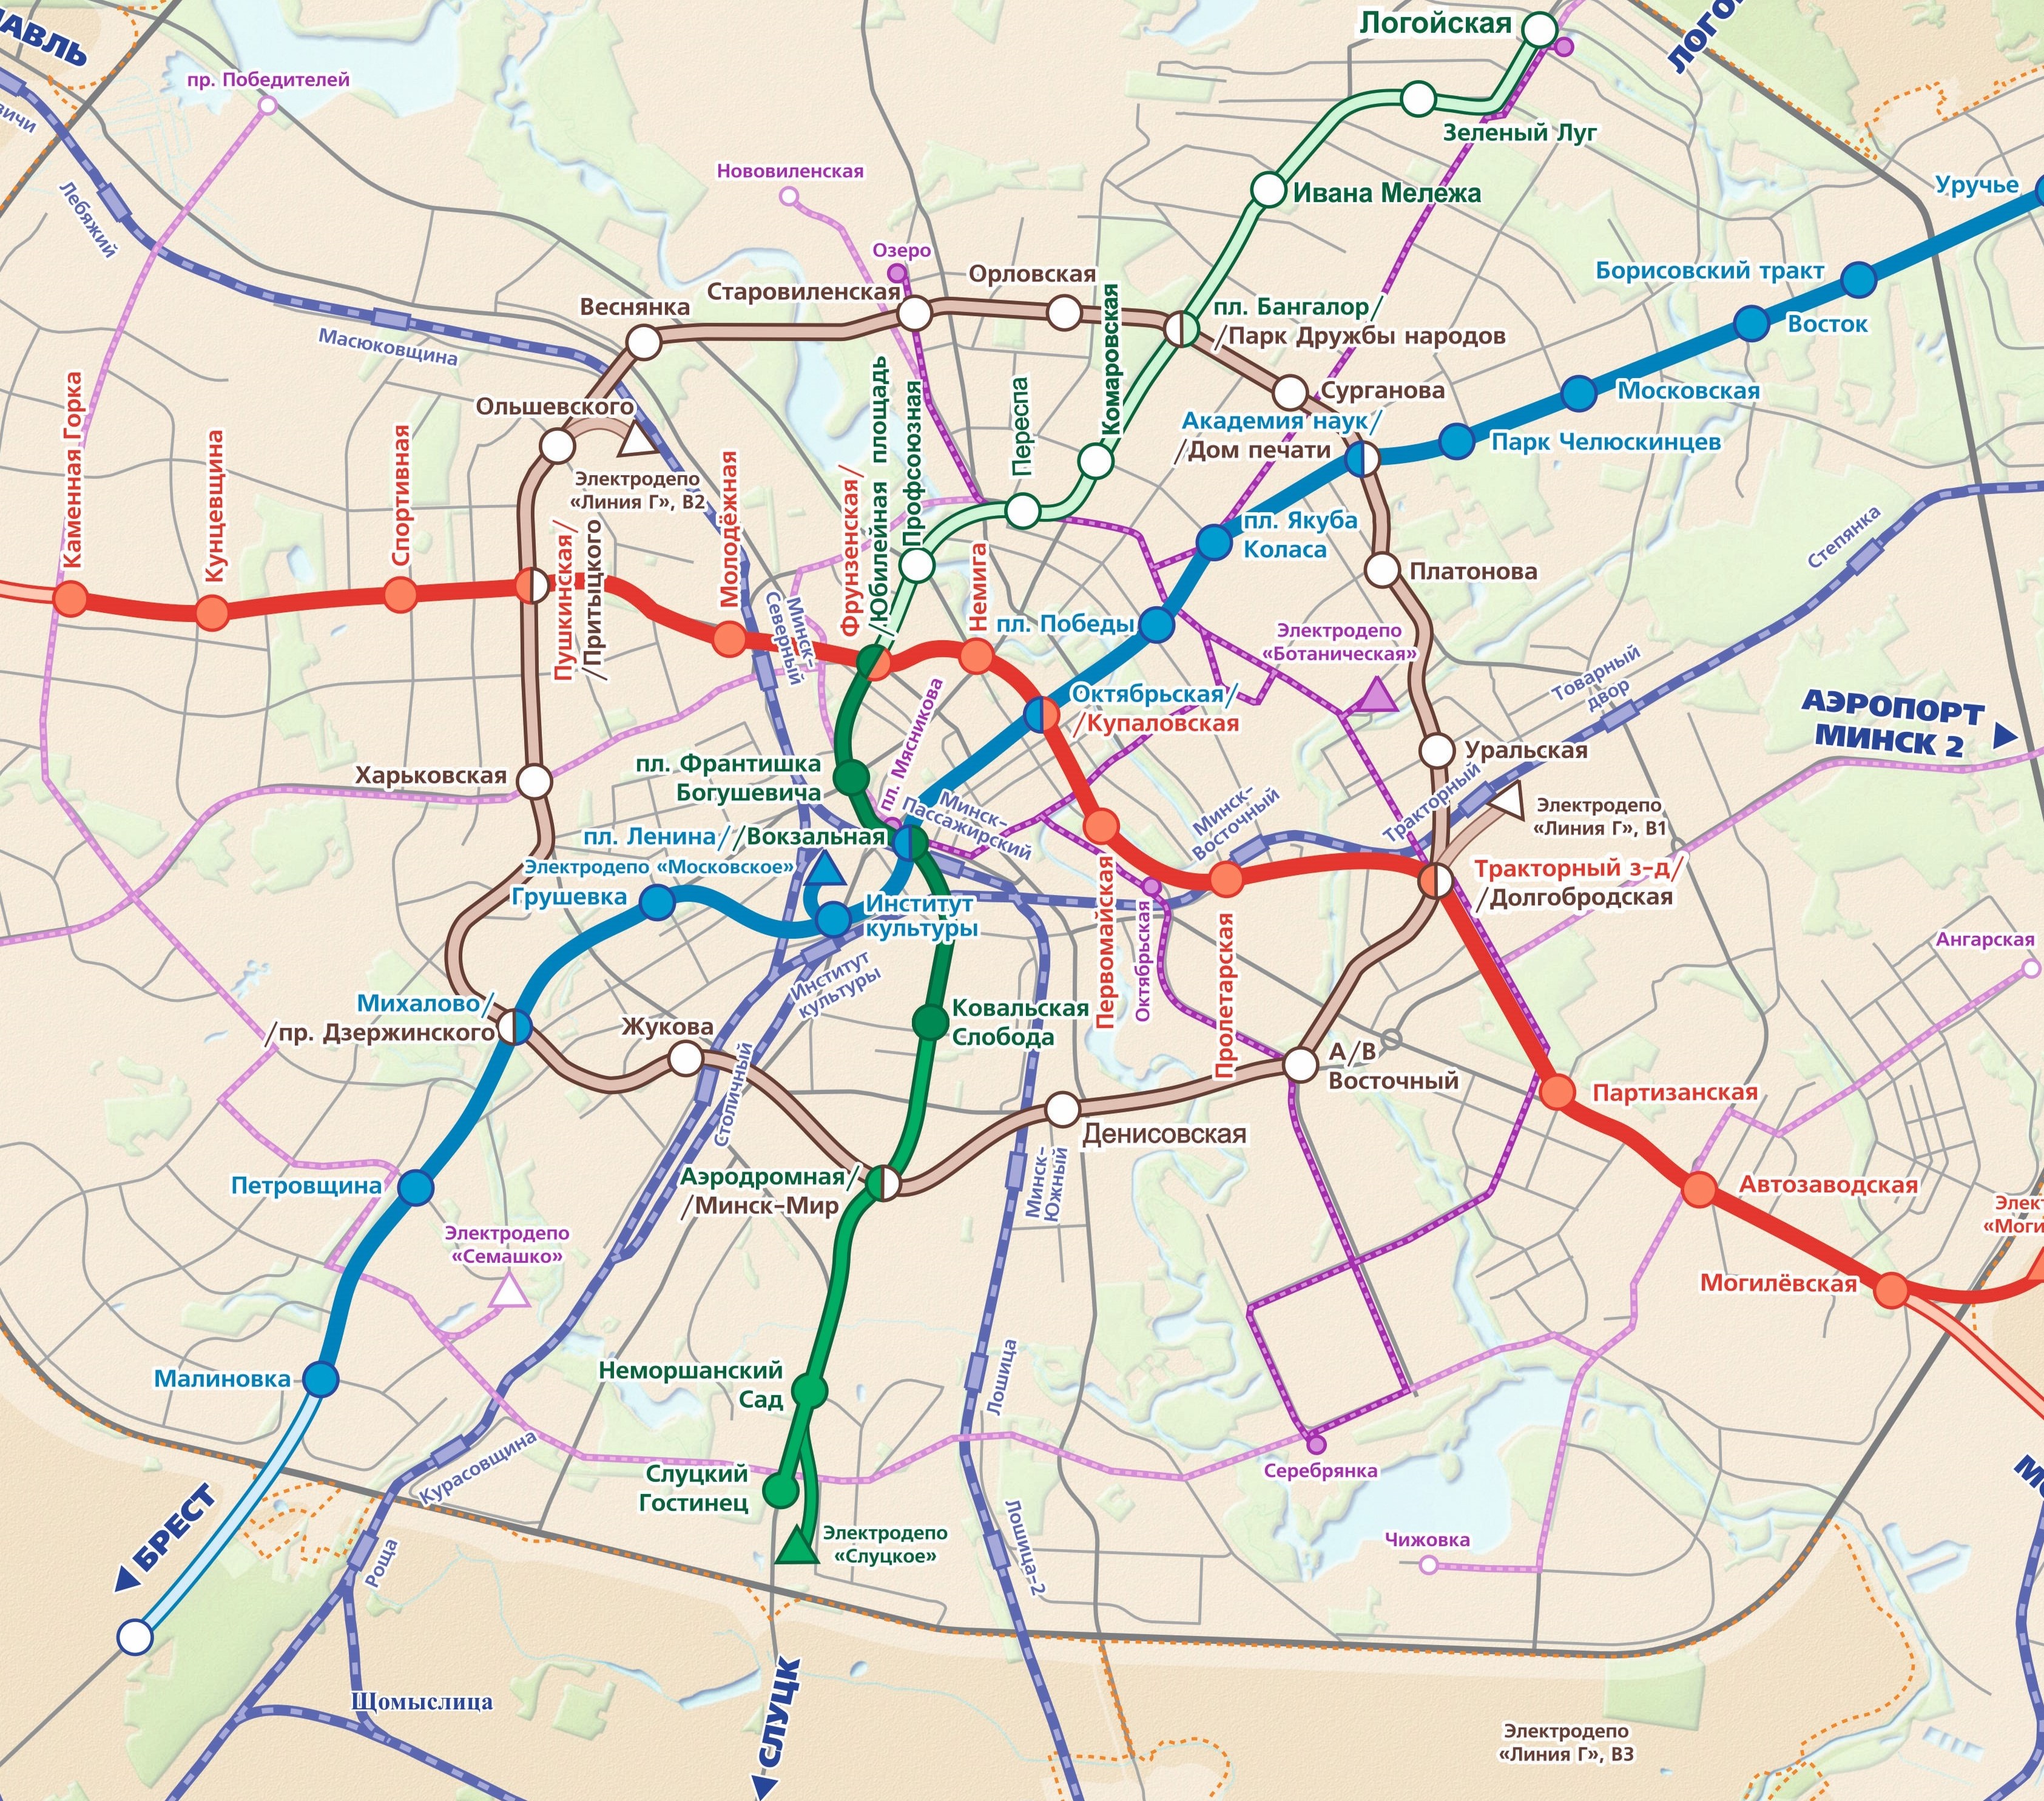 Логойская
пр. Победителей
Зеленый Луг
Нововиленская
Лебяжий
Уручье
Ивана Мележа
Озеро
Борисовский тракт
Орловская
Старовиленская
Веснянка
пл. Бангалор/
/Парк Дружбы народов
Восток
Масюковщина
Комаровская
Сурганова
Московская
Ольшевского
Академия наук/
/Дом печати
Парк Челюскинцев
Переспа
Каменная Горка
Кунцевщина
Спортивная
Электродепо
«Линия Г», В2
Молодёжная
Фрунзенская/
/Юбилейная площадь
Профсоюзная
пл. Якуба
Коласа
Степянка
Пушкинская/
/Притыцкого
Платонова
Немига
Минск-
Северный
пл. Победы
Электродепо
«Ботаническая»
Товарный
двор
Октябрьская/
/Купаловская
АЭРОПОРТ
МИНСК 2
пл. Мясникова
Уральская
пл. Франтишка
Богушевича
Харьковская
Тракторный
Электродепо
«Линия Г», В1
Минск-
Пассажирский
Минск-
Восточный
пл. Ленина/
/Вокзальная
Электродепо «Московское»
Грушевка
Тракторный з-д/
/Долгобродская
Институт
культуры
Первомайская
Октябрьская
Пролетарская
Ангарская
Институт
культуры
Михалово/
/пр. Дзержинского
Жукова
Ковальская
Слобода
А/В
Восточный
Столичный
Партизанская
Денисовская
Минск-
Южный
Петровщина
Аэродромная/
/Минск-Мир
Автозаводская
Электродепо
«Семашко»
Могилёвская
Малиновка
Неморшанский
Сад
Лошица
Курасовщина
Слуцкий
Гостинец
Серебрянка
БРЕСТ
Роща
Электродепо
«Слуцкое»
Лошица-2
Чижовка
СЛУЦК
Щомыслица
Электродепо
«Линия Г», В3